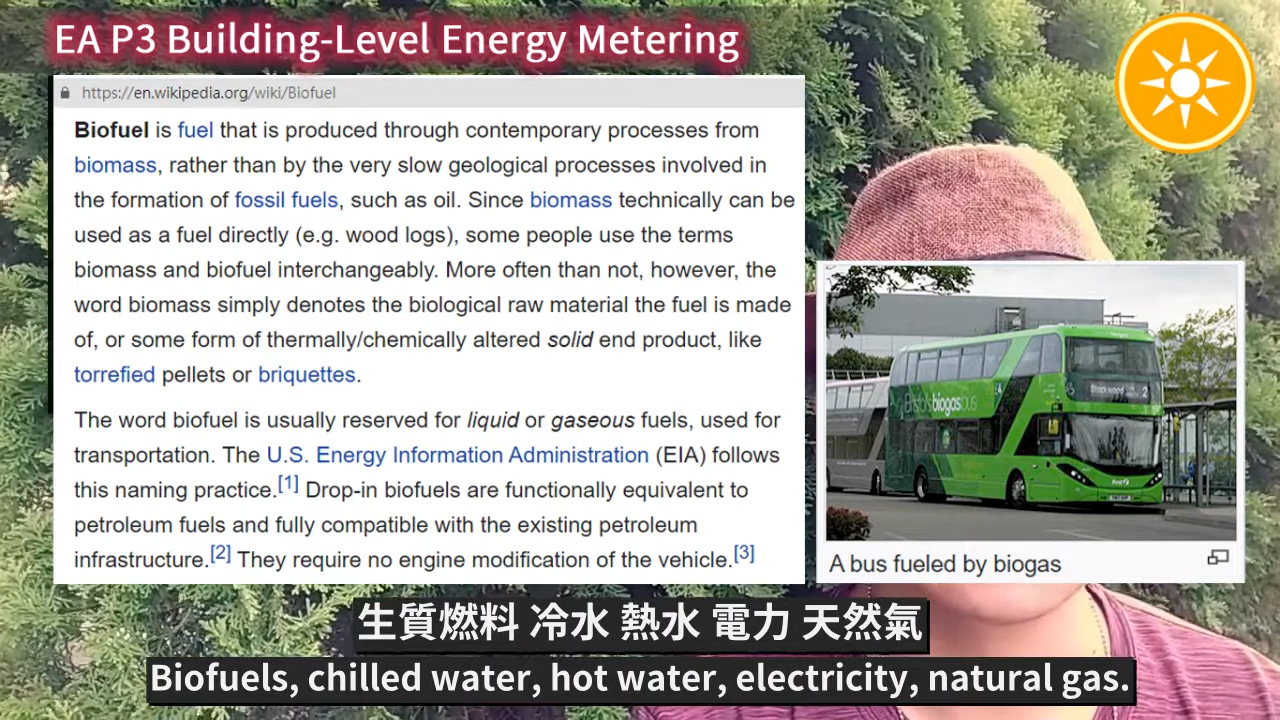 EA P3 Building-Level Energy Metering
https://en.wikipedia.org/wiki/Biofuel
Biofuel is fuel that is produced through contemporary processes from
biomass, rather than by the very slow geological processes involved in
the formation of fossil fuels, such as oil. Since biomass technically can be
used as a fuel directly (e.g. wood logs), some people use the terms
biomass and biofuel interchangeably. More often than not, however, the
word biomass simply denotes the biological raw material the fuel is made
of, or some form of thermally/chemically altered solid end product, like
torrefied pellets or briquettes.
The word biofuel is usually reserved for liquid or gaseous fuels, used for
transportation. The U.S. Energy Information Administration (EIA) follows
this naming practice.[1] Drop-in biofuels are functionally equivalent to
petroleum fuels and fully compatible with the existing petroleum
infrastructure.[2] They require no engine modification of the vehicle.[3]
Bristol's biogas bus
2
A bus fueled by biogas
生質燃料 冷水 熱水 電力 天然氣
Biofuels, chilled water, hot water, electricity, natural gas.